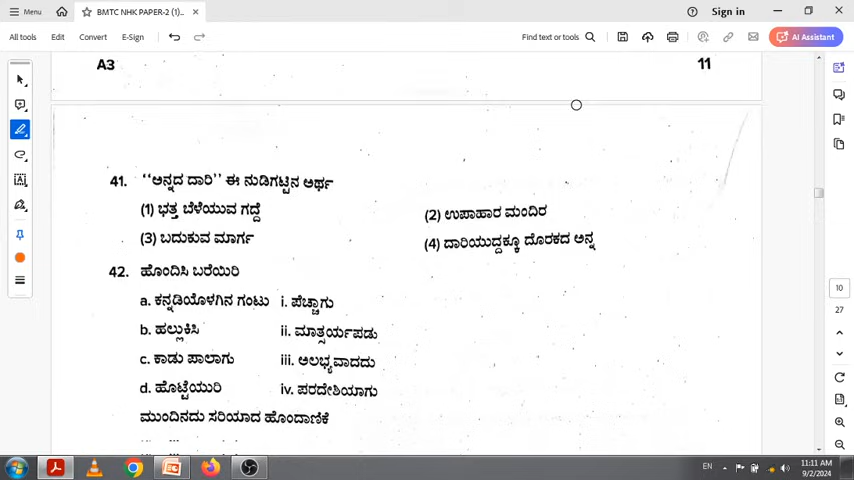 Menu
BMTC NHK PAPER-2 (1)...
Sign in
All tools Edit Convert E-Sign
Find text or tools
AI Assistant
A3 11
41. ‘‘ಅನ್ನದ ದಾರಿ’’ ಈ ನುಡಿಗಟ್ಟಿನ ಅರ್ಥ
(1) ಭತ್ತ ಬೆಳೆಯುವ ಗದ್ದೆ (2) ಉಪಾಹಾರ ಮಂದಿರ
(3) ಬದುಕುವ ಮಾರ್ಗ (4) ದಾರಿಯುದ್ದಕ್ಕೂ ದೊರಕದ ಅನ್ನ
42. ಹೊಂದಿಸಿ ಬರೆಯಿರಿ
a. ಕನ್ನಡಿಯೊಳಗಿನ ಗಂಟು i. ಪೆಚ್ಚಾಗು
b. ಹಲ್ಲುಕಿಸಿ ii. ಮಾತ್ಸರ್ಯಪಡು
c. ಕಾಡು ಪಾಲಾಗು iii. ಅಲಭ್ಯವಾದದು
d. ಹೊಟ್ಟೆಯುರಿ iv. ಪರದೇಶಿಯಾಗು
ಮುಂದಿನದು ಸರಿಯಾದ ಹೊಂದಾಣಿಕೆ
10
27
EN
11:11 AM
9/2/2024